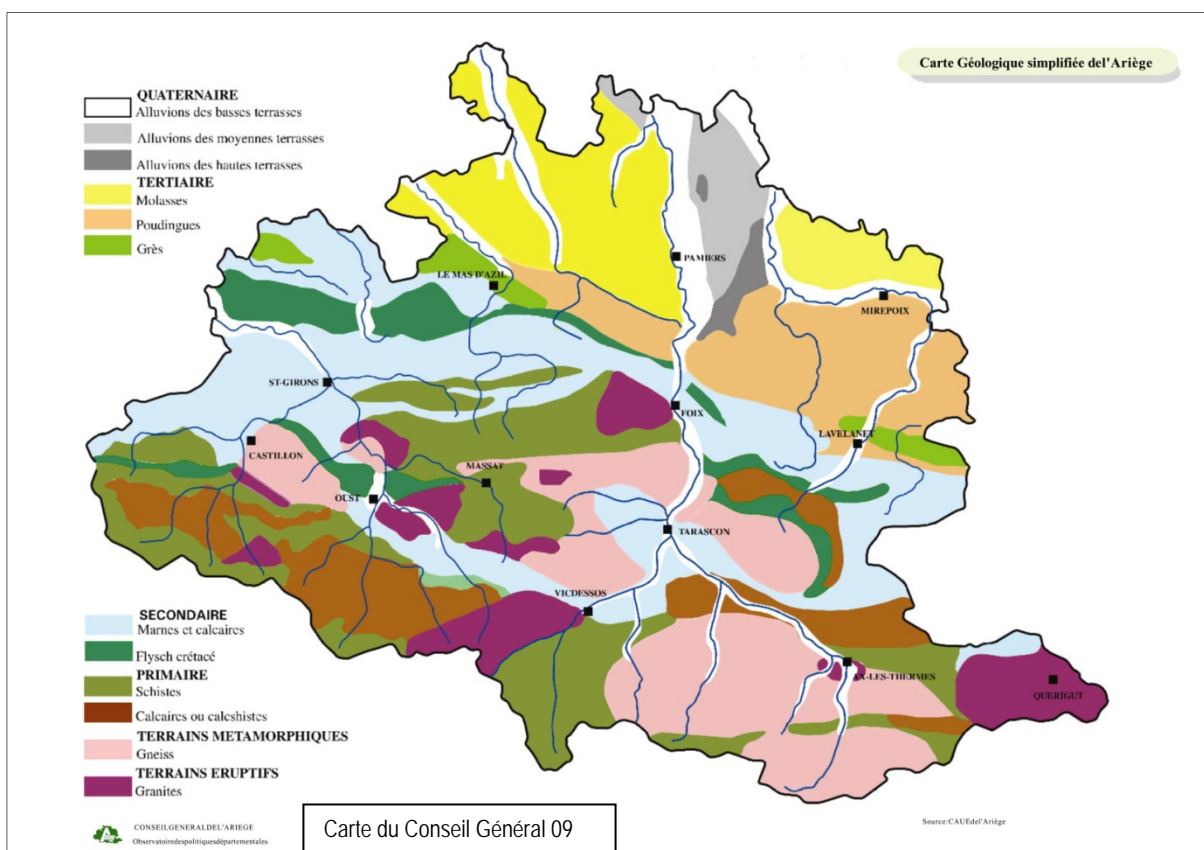 Carte Géologique simplifiée del'Ariège
QUATERNAIRE
Alluvions des basses terrasses
Alluvions des moyennes terrasses
Alluvions des hautes terrasses
TERTIAIRE
Molasses
Poudingues
Grès
LE MAS D'AZIL
PAMIERS
MIREPOIX
ST-GIRONS
FOIX
LAVELANET
CASTILLON
MASSAT
OUST
TARASCON
VICDESSOS
AX-LES-THERMES
QUERIGUT
SECONDAIRE
Marnes et calcaires
Flysch crétacé
PRIMAIRE
Schistes
Calcaires ou calcshistes
TERRAINS METAMORPHIQUES
Gneiss
TERRAINS ERUPTIFS
Granites
CONSEILGENERALDEL'ARIEGE
Observatoiredespolitiquesdépartementales
Carte du Conseil Général 09
Source:CAUEdel'Ariège